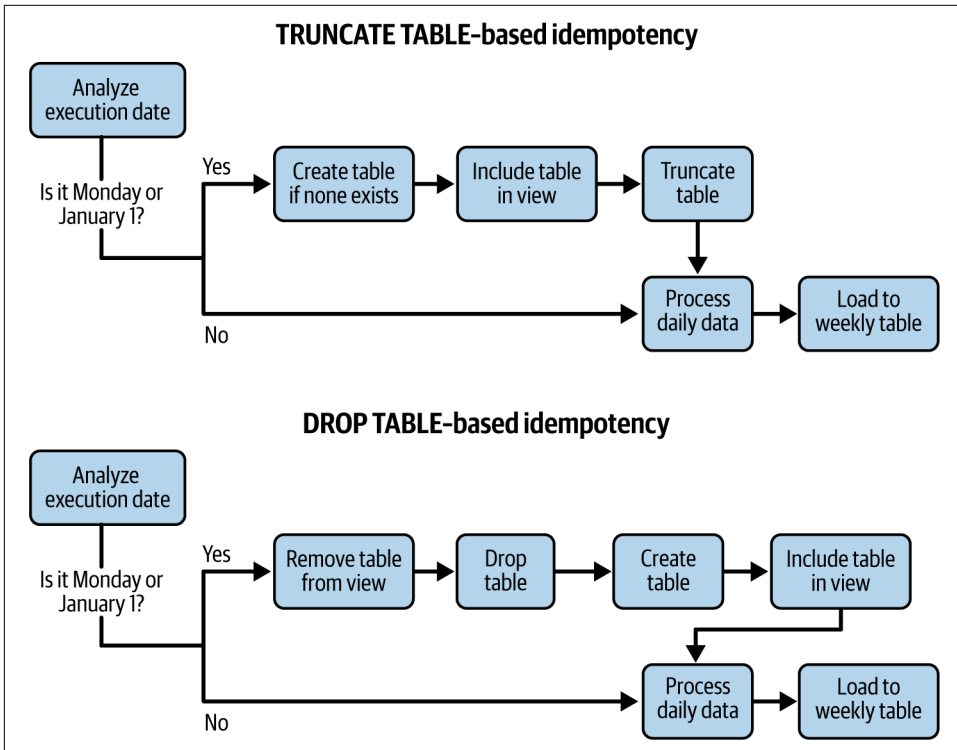 TRUNCATE TABLE–based idempotency
Analyze
execution date
Is it Monday or
January 1?
Yes
Create table
if none exists
Include table
in view
Truncate
table
No
Process
daily data
Load to
weekly table
DROP TABLE–based idempotency
Analyze
execution date
Is it Monday or
January 1?
Yes
Remove table
from view
Drop
table
Create
table
Include table
in view
No
Process
daily data
Load to
weekly table